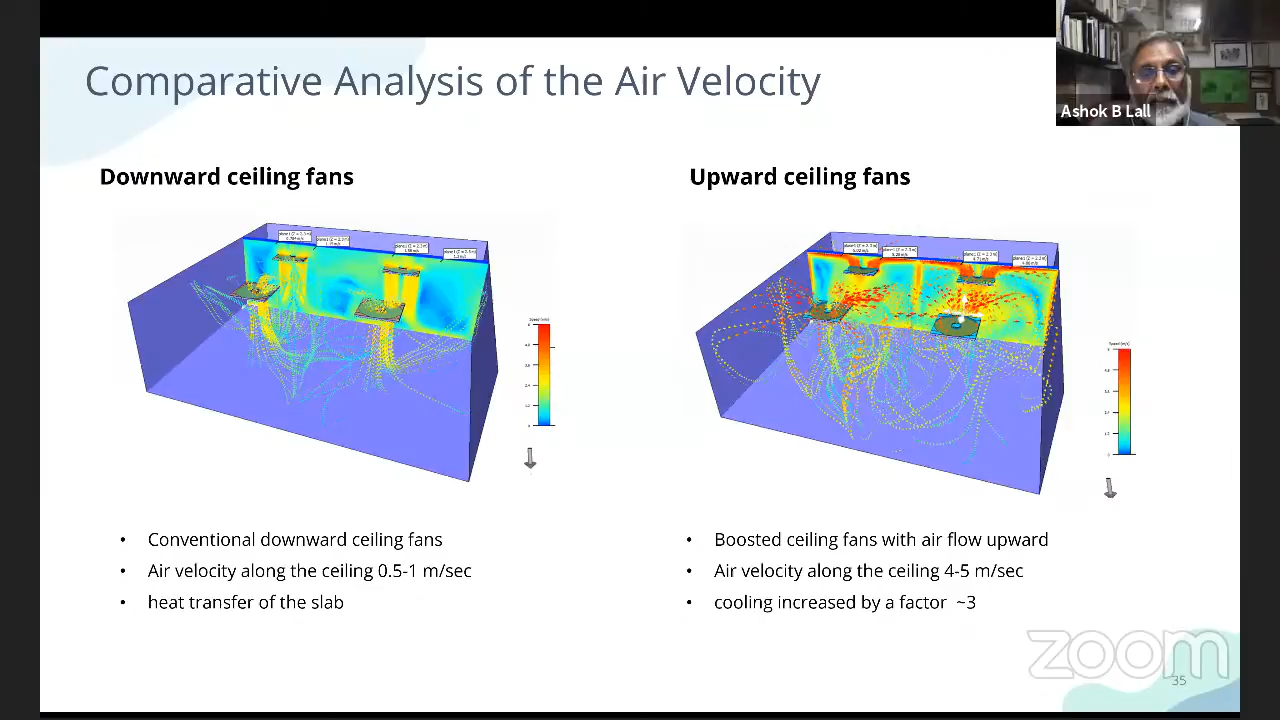 Comparative Analysis of the Air Velocity
Ashok B Lall
Downward ceiling fans
Upward ceiling fans
• Conventional downward ceiling fans
• Air velocity along the ceiling 0.5-1 m/sec
• heat transfer of the slab
• Boosted ceiling fans with air flow upward
• Air velocity along the ceiling 4-5 m/sec
• cooling increased by a factor ~3
zoom
35